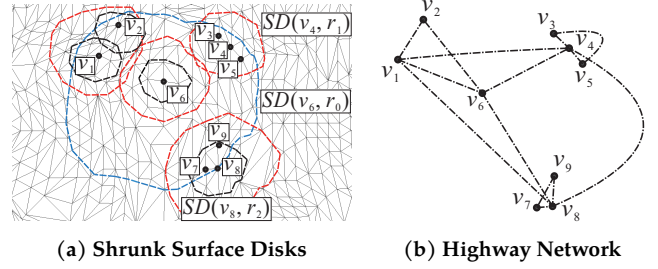 (a)
v₂
v₁
v₃
v₄
v₅
SD(v₄, r₁)
v₆
SD(v₆, r₀)
v₉
v₇
v₈
SD(v₈, r₂)
(b)
v₂
v₃
v₄
v₁
v₅
v₆
v₉
v₇
v₈
(a) Shrunk Surface Disks
(b) Highway Network